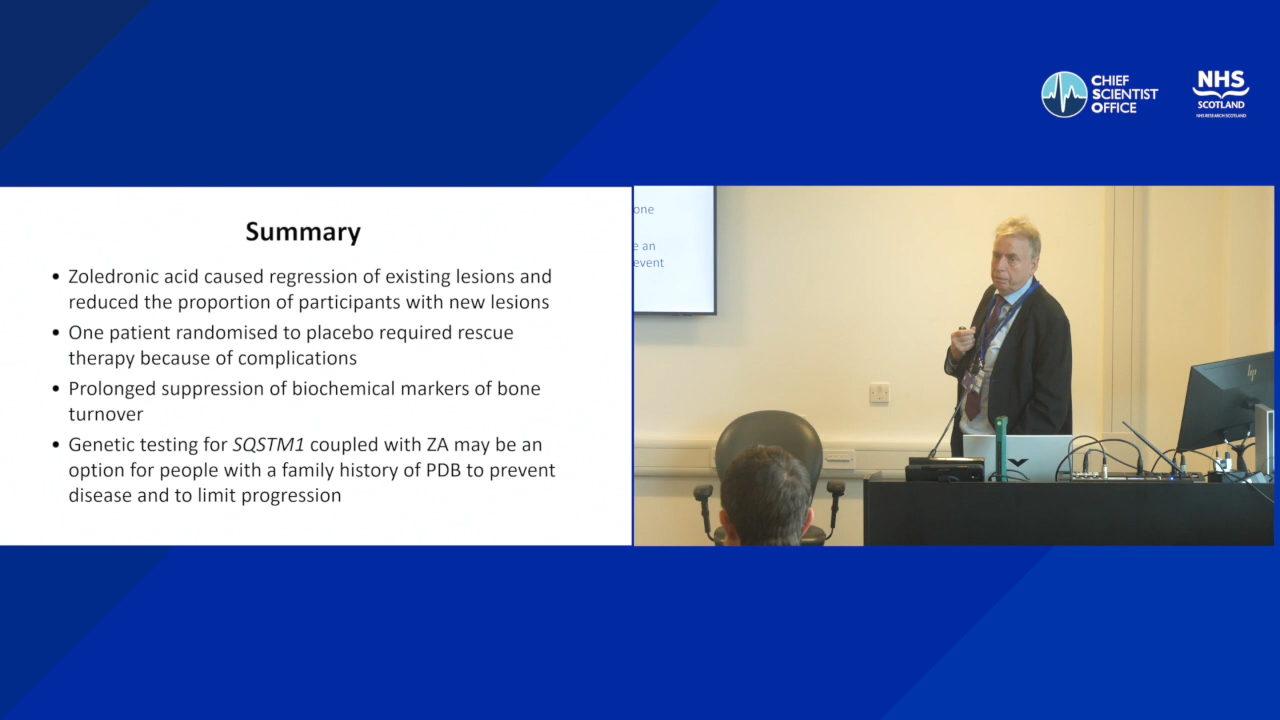 CHIEF
SCIENTIST
OFFICE
NHS
SCOTLAND
NHS RESEARCH SCOTLAND
Summary
• Zoledronic acid caused regression of existing lesions and
reduced the proportion of participants with new lesions
• One patient randomised to placebo required rescue
therapy because of complications
• Prolonged suppression of biochemical markers of bone
turnover
• Genetic testing for SQSTM1 coupled with ZA may be an
option for people with a family history of PDB to prevent
disease and to limit progression
one
e an
event
hp